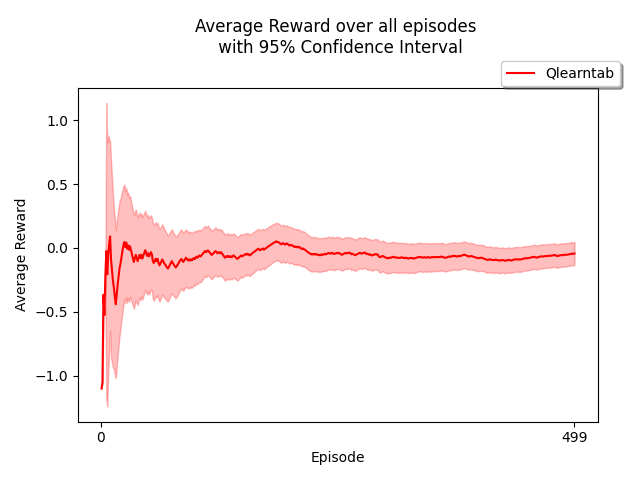 Average Reward over all episodes
with 95% Confidence Interval
Qlearntab
1.0
0.5
0.0
−0.5
−1.0
Average Reward
0
499
Episode